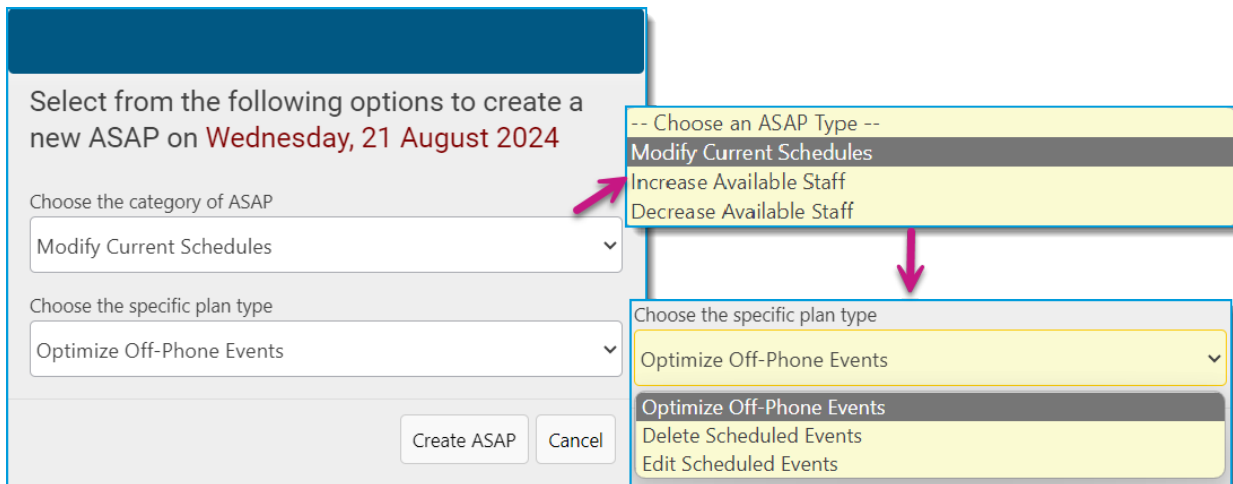 Select from the following options to create a
new ASAP on Wednesday, 21 August 2024
Choose the category of ASAP
Modify Current Schedules
Choose the specific plan type
Optimize Off-Phone Events
Create ASAP
Cancel
-- Choose an ASAP Type --
Modify Current Schedules
Increase Available Staff
Decrease Available Staff
Choose the specific plan type
Optimize Off-Phone Events
Optimize Off-Phone Events
Delete Scheduled Events
Edit Scheduled Events